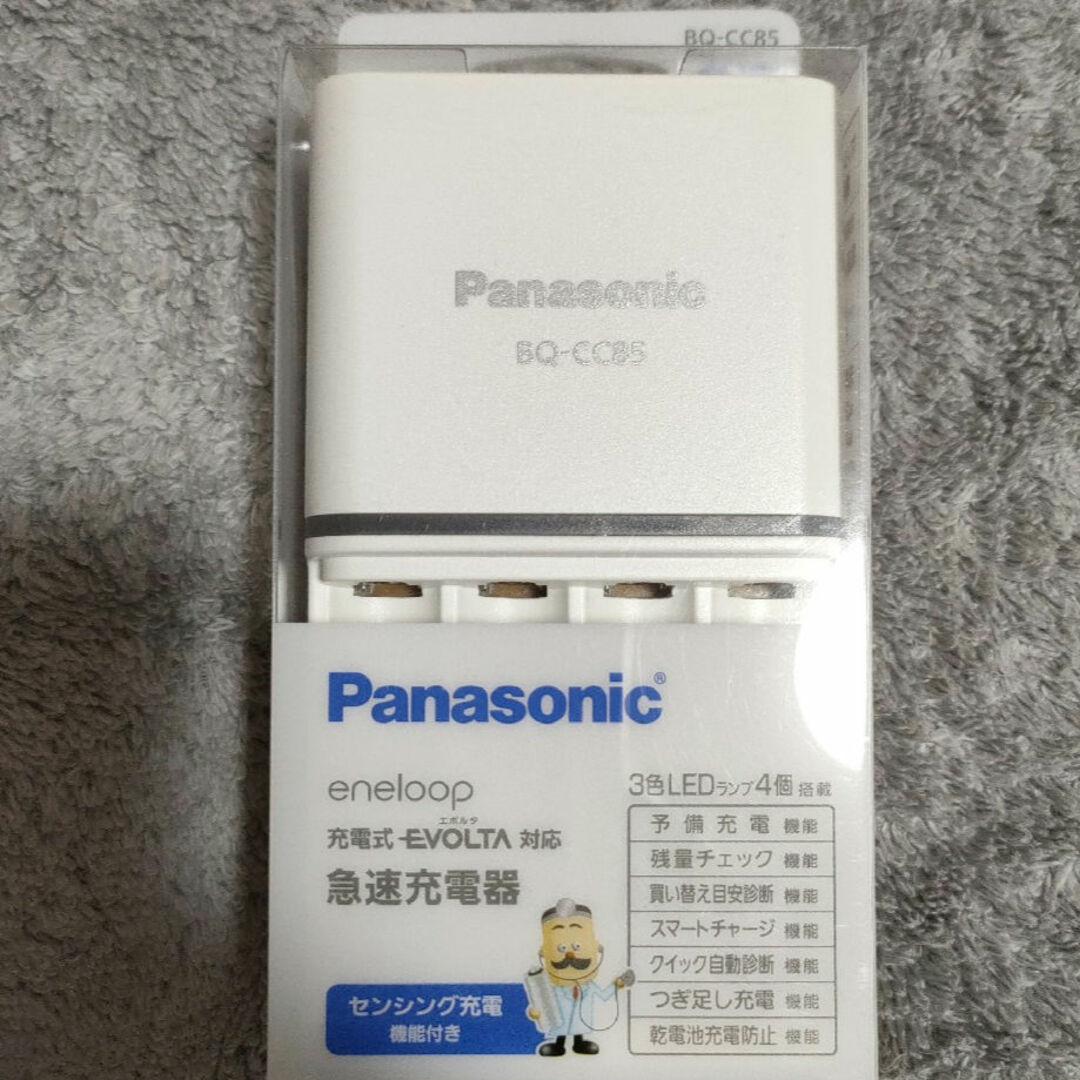 BQ-CC85
Panasonic
BQ-CC85
Panasonic®
eneloop
エボルタ
充電式 EVOLTA 対応
急速充電器
センシング充電
機能付き
3色LEDランプ4個 搭載
予備充電 機能
残量チェック 機能
買い替え目安診断 機能
スマートチャージ 機能
クイック自動診断 機能
つぎ足し充電 機能
乾電池充電防止 機能